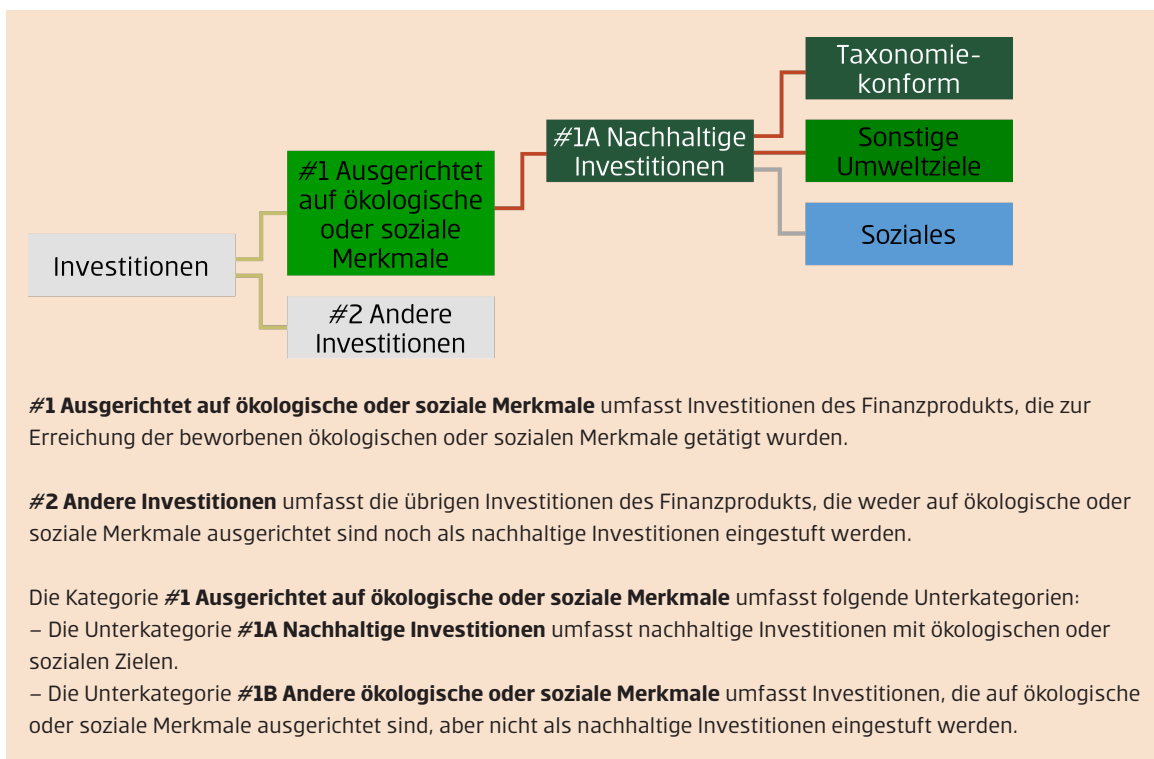 Taxonomie-
konform
#1A Nachhaltige
Investitionen
Sonstige
Umweltziele
#1 Ausgerichtet
auf ökologische
oder soziale
Merkmale
Soziales
Investitionen
#2 Andere
Investitionen
#1 Ausgerichtet auf ökologische oder soziale Merkmale umfasst Investitionen des Finanzprodukts, die zur
Erreichung der beworbenen ökologischen oder sozialen Merkmale getätigt wurden.
#2 Andere Investitionen umfasst die übrigen Investitionen des Finanzprodukts, die weder auf ökologische oder
soziale Merkmale ausgerichtet sind noch als nachhaltige Investitionen eingestuft werden.
Die Kategorie #1 Ausgerichtet auf ökologische oder soziale Merkmale umfasst folgende Unterkategorien:
– Die Unterkategorie #1A Nachhaltige Investitionen umfasst nachhaltige Investitionen mit ökologischen oder
sozialen Zielen.
– Die Unterkategorie #1B Andere ökologische oder soziale Merkmale umfasst Investitionen, die auf ökologische
oder soziale Merkmale ausgerichtet sind, aber nicht als nachhaltige Investitionen eingestuft werden.